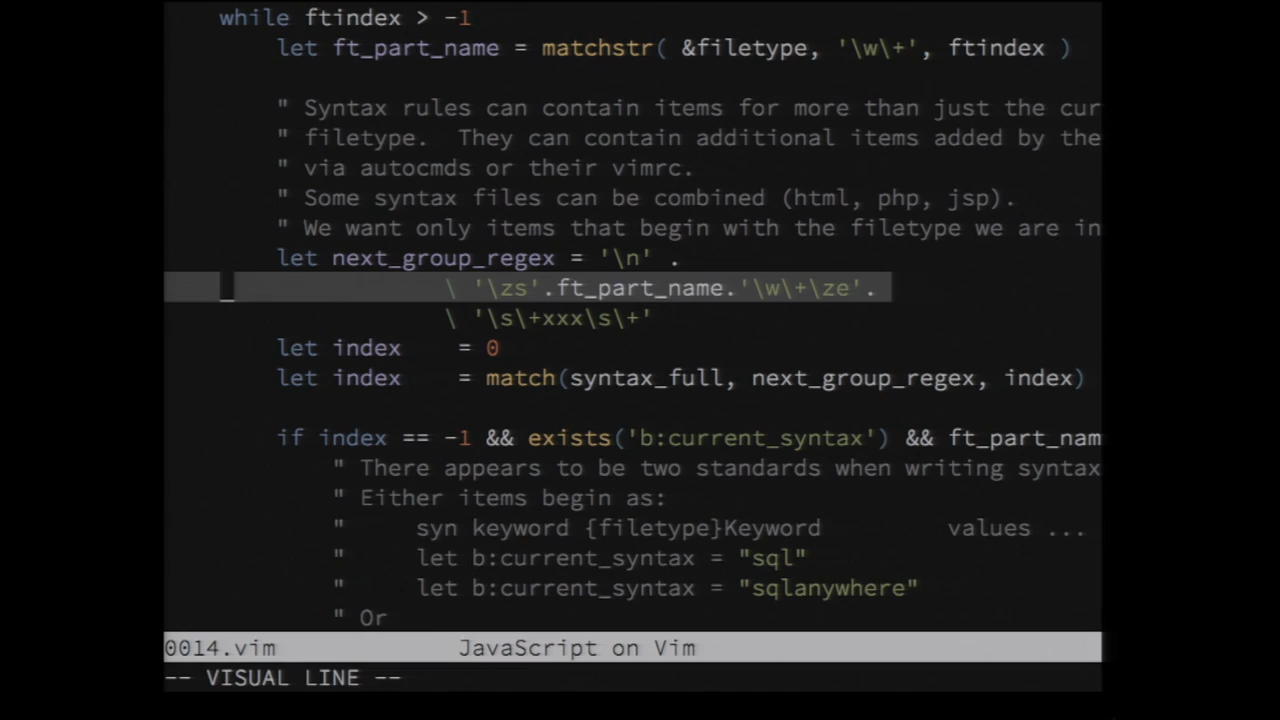 while ftindex > -1
let ft_part_name = matchstr( &filetype, '\w\+', ftindex )
" Syntax rules can contain items for more than just the cur
" filetype.  They can contain additional items added by the
" via autocmds or their vimrc.
" Some syntax files can be combined (html, php, jsp).
" We want only items that begin with the filetype we are in
let next_group_regex = '\n' .
\ '\zs'.ft_part_name.'\w\+\ze'.
\ '\s\+xxx\s\+'
let index    = 0
let index    = match(syntax_full, next_group_regex, index)
if index == -1 && exists('b:current_syntax') && ft_part_nam
" There appears to be two standards when writing syntax
" Either items begin as:
"     syn keyword {filetype}Keyword         values ...
"     let b:current_syntax = "sql"
"     let b:current_syntax = "sqlanywhere"
" Or
0014.vim             JavaScript on Vim
-- VISUAL LINE --